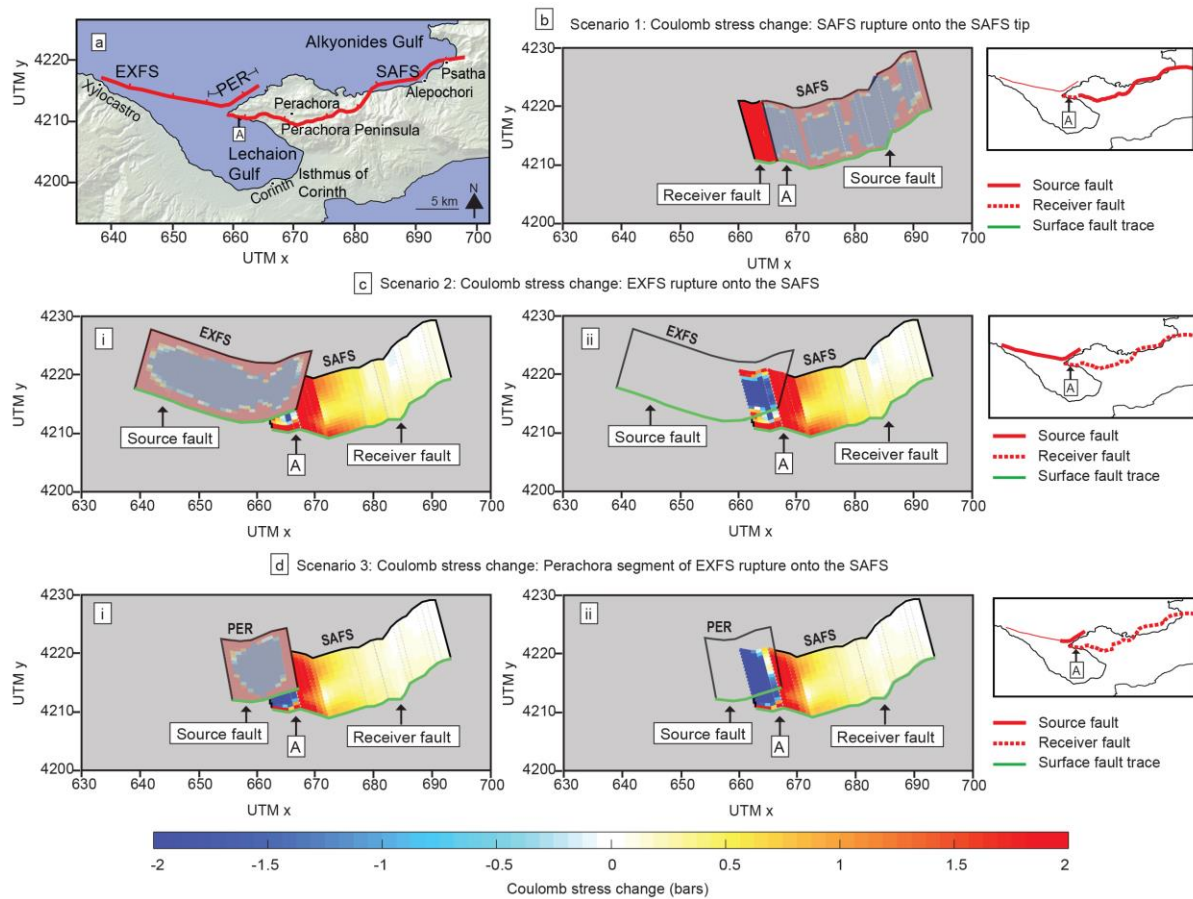 a
Alkyonides Gulf
EXFS
PER
SAFS
Psatha
Alepochori
Xylocastro
Perachora
Perachora Peninsula
A
Lechaion
Gulf
Isthmus of
Corinth
Corinth
5 km
N
UTM y
4220
4210
4200
640 650 660 670 680 690 702
UTM x
b Scenario 1: Coulomb stress change: SAFS rupture onto the SAFS tip
UTM y
4230
4220
4210
4200
SAFS
Receiver fault
A
Source fault
630 640 650 660 670 680 690 700
UTM x
A
Source fault
Receiver fault
Surface fault trace
c Scenario 2: Coulomb stress change: EXFS rupture onto the SAFS
i
UTM y
4230
4220
4210
4200
EXFS
SAFS
Source fault
A
Receiver fault
630 640 650 660 670 680 690 700
UTM x
ii
4230
4220
4210
4200
EXFS
SAFS
Source fault
A
Receiver fault
630 640 650 660 670 680 690 700
UTM x
A
Source fault
Receiver fault
Surface fault trace
d Scenario 3: Coulomb stress change: Perachora segment of EXFS rupture onto the SAFS
i
UTM y
4230
4220
4210
4200
PER
SAFS
Source fault
A
Receiver fault
630 640 650 660 670 680 690 700
UTM x
ii
4230
4220
4210
4200
PER
SAFS
Source fault
A
Receiver fault
630 640 650 660 670 680 690 700
UTM x
A
Source fault
Receiver fault
Surface fault trace
-2 -1.5 -1 -0.5 0 0.5 1 1.5 2
Coulomb stress change (bars)